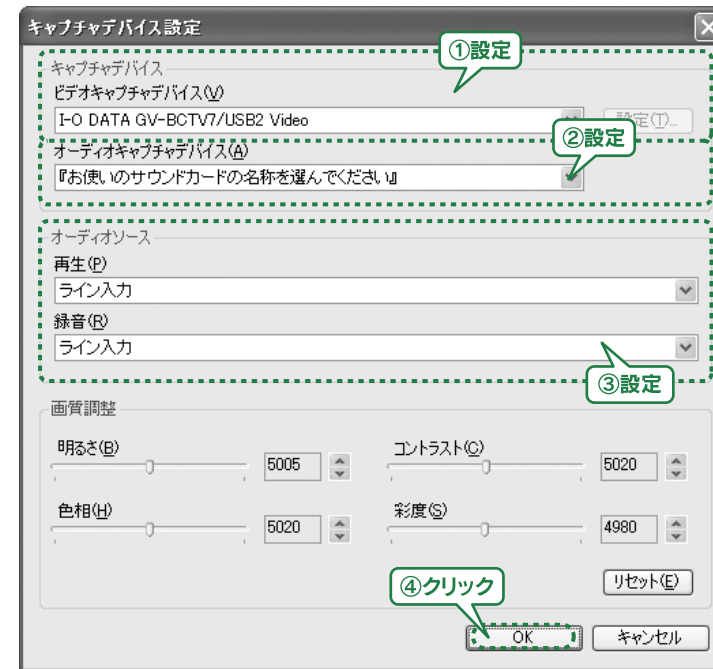 キャプチャデバイス設定
①設定
キャプチャデバイス
ビデオキャプチャデバイス(V)
I-O DATA GV-BCTV7/USB2 Video
設定(T)...
②設定
オーディオキャプチャデバイス(A)
『お使いのサウンドカードの名称を選んでください』
オーディオソース
再生(P)
ライン入力
録音(R)
ライン入力
③設定
画質調整
明るさ(B) 5005 コントラスト(C) 5020
色相(H) 5020 彩度(S) 4980
リセット(E)
④クリック
OK キャンセル